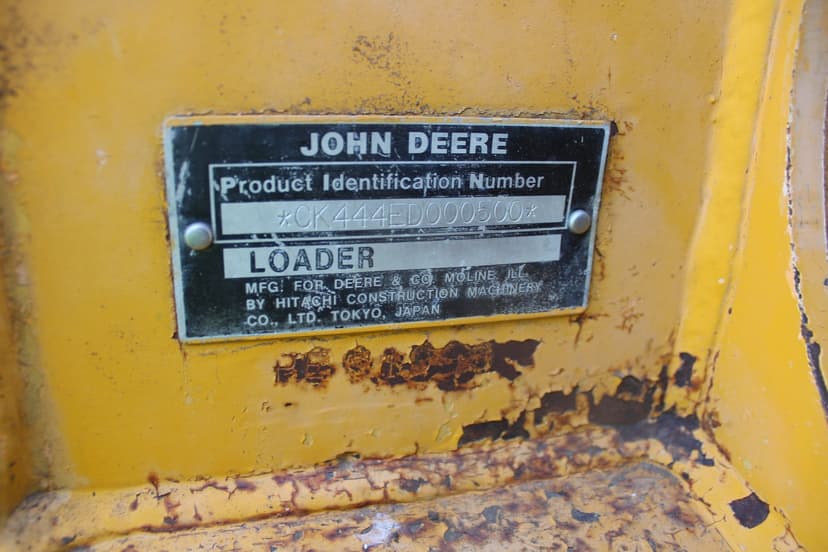 JOHN DEERE
Product Identification Number
*CK444ED000500*
LOADER
MFG. FOR DEERE & CO. MOLINE ILL.
BY HITACHI CONSTRUCTION MACHINERY
CO., LTD. TOKYO, JAPAN